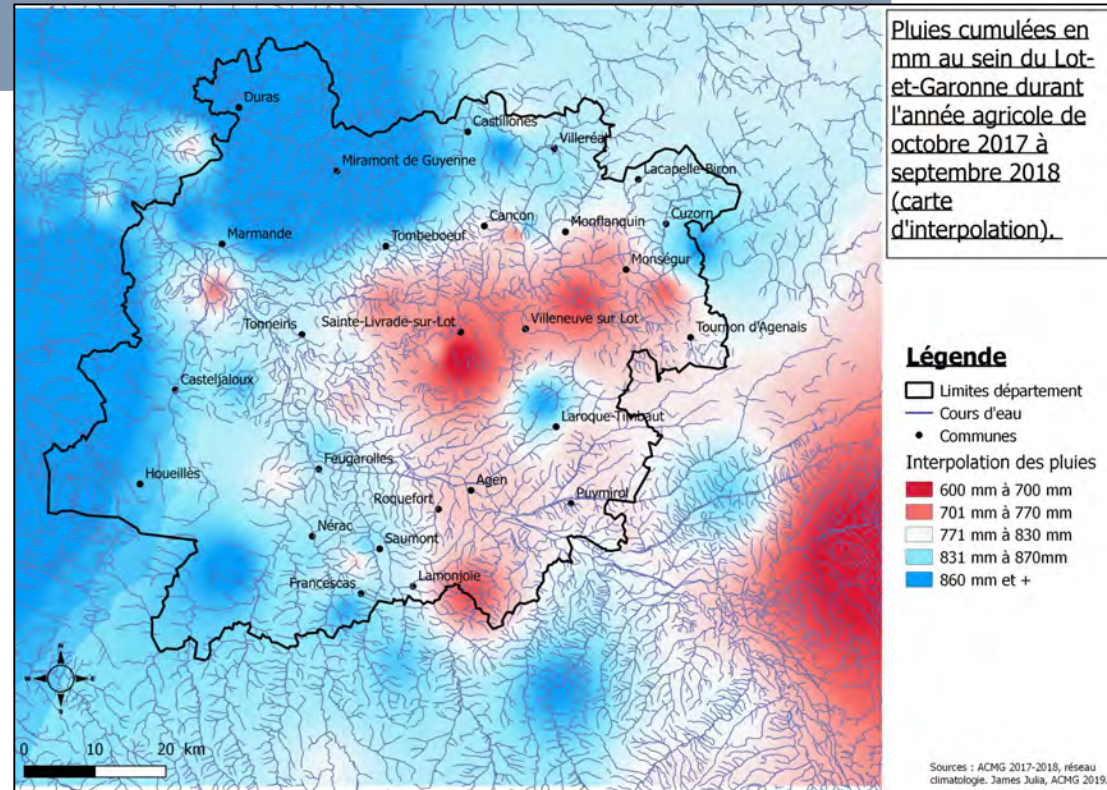 Pluies cumulées en
mm au sein du Lot-
et-Garonne durant
l'année agricole de
octobre 2017 à
septembre 2018
(carte
d'interpolation).
Duras
Castillonès
Villeréal
Miramont de Guyenne
Lacapelle-Biron
Cancon
Monflanquin
Cuzorn
Marmande
Tombeboeuf
Monségur
Tonneins
Sainte-Livrade-sur-Lot
Villeneuve sur Lot
Tournon d'Agenais
Casteljaloux
Laroque-Timbaut
Houeillès
Feugarolles
Agen
Roquefort
Puymirol
Nérac
Saumont
Francescas
Lamonjoie
N
W
E
S
0 10 20 km
Légende
Limites département
Cours d'eau
Communes
Interpolation des pluies
600 mm à 700 mm
701 mm à 770 mm
771 mm à 830 mm
831 mm à 870mm
860 mm et +
Sources : ACMG 2017-2018, réseau
climatologie. James Julia, ACMG 2019.